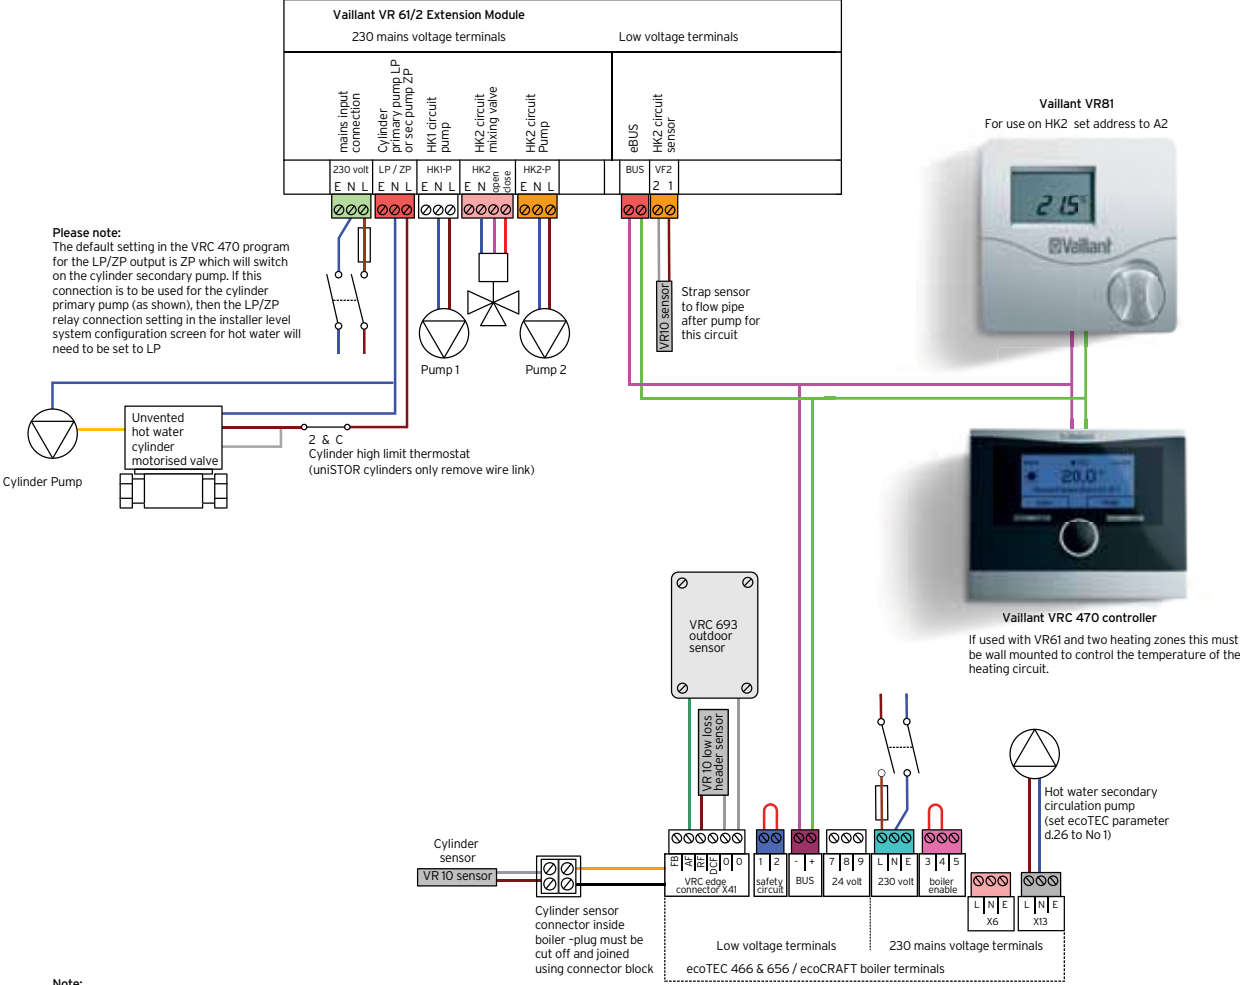 Vaillant VR 61/2 Extension Module
230 mains voltage terminals
Low voltage terminals
mains input
connection
Cylinder
primary pump LP
or sec pump ZP
HK1 circuit
pump
HK2 circuit
mixing valve
HK2 circuit
Pump
eBUS
HK2 circuit
sensor
230 volt
LP / ZP
HK1-P
HK2
HK2-P
BUS
VF2
E N L
E N L
E N L
E N open close
E N L
2 1
Vaillant VR81
For use on HK2 set address to A2
21.5°
Vaillant
Please note:
The default setting in the VRC 470 program
for the LP/ZP output is ZP which will switch
on the cylinder secondary pump. If this
connection is to be used for the cylinder
primary pump (as shown), then the LP/ZP
relay connection setting in the installer level
system configuration screen for hot water will
need to be set to LP
VR10 sensor
Strap sensor
to flow pipe
after pump for
this circuit
Pump 1
Pump 2
Unvented
hot water
cylinder
motorised valve
Cylinder Pump
2 & C
Cylinder high limit thermostat
(uniSTOR cylinders only remove wire link)
20.0°
Vaillant VRC 470 controller
If used with VR61 and two heating zones this must
be wall mounted to control the temperature of the
heating circuit.
VRC 693
outdoor
sensor
VR 10 low loss
header sensor
Hot water secondary
circulation pump
(set ecoTEC parameter
d.26 to No 1)
Cylinder
sensor
VR 10 sensor
FB AF RF DCF 0 0
VRC edge
connector X41
1 2
safety
circuit
- +
BUS
7 8 9
24 volt
L N E
230 volt
3 4 5
boiler
enable
L N E
X6
L N E
X13
Cylinder sensor
connector inside
boiler -plug must be
cut off and joined
using connector block
Low voltage terminals
230 mains voltage terminals
ecoTEC 466 & 656 / ecoCRAFT boiler terminals
Note: